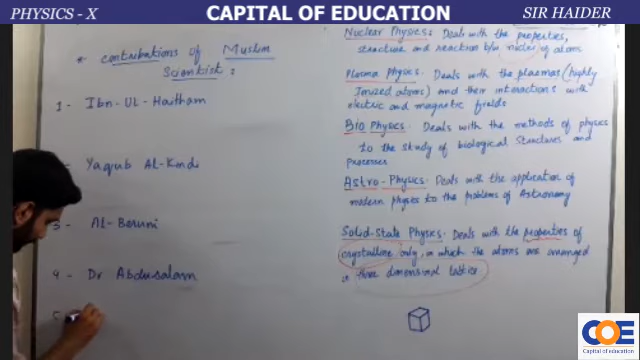 PHYSICS - X
CAPITAL OF EDUCATION
SIR HAIDER
* contributions of Muslim
Scientist :
1 - Ibn-Ul-Haitham
Yaqub Al-Kindi
3 - Al-Beruni
4 - Dr Abdusalam
5
Nuclear Physics: Deals with the properties,
structure and reaction b/w nuclei of atoms
Plasma Physics: Deals with the plasmas (highly
Ionized atoms) and their interactions with
electric and magnetic fields
Bio Physics: Deals with the methods of physics
to the study of biological structures and
processes
Astro-Physics: Deals with the application of
modern physics to the problems of Astronomy
Solid-State Physics: Deals with the properties of
crystalline only, in which the atoms are arranged
in three dimensional lattice
COE
Capital of education